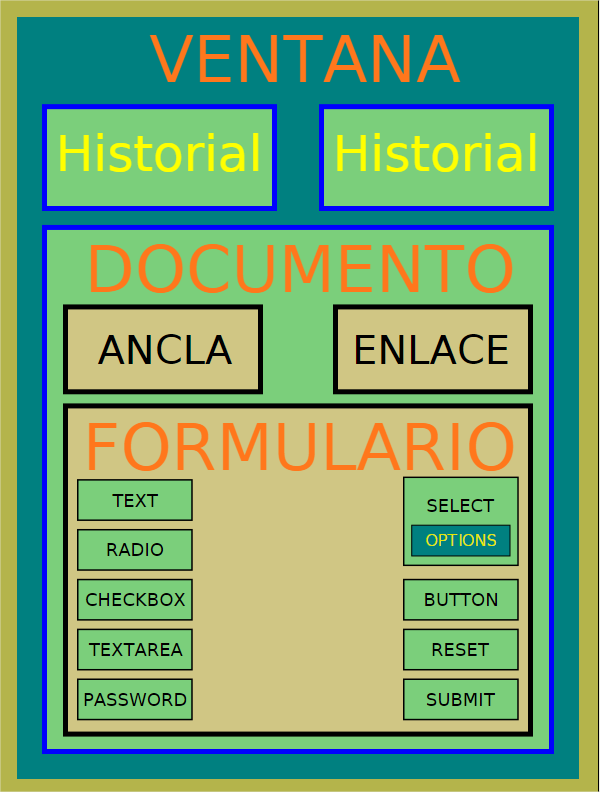 VENTANA
Historial
Historial
DOCUMENTO
ANCLA
ENLACE
FORMULARIO
TEXT
RADIO
CHECKBOX
TEXTAREA
PASSWORD
SELECT
OPTIONS
BUTTON
RESET
SUBMIT